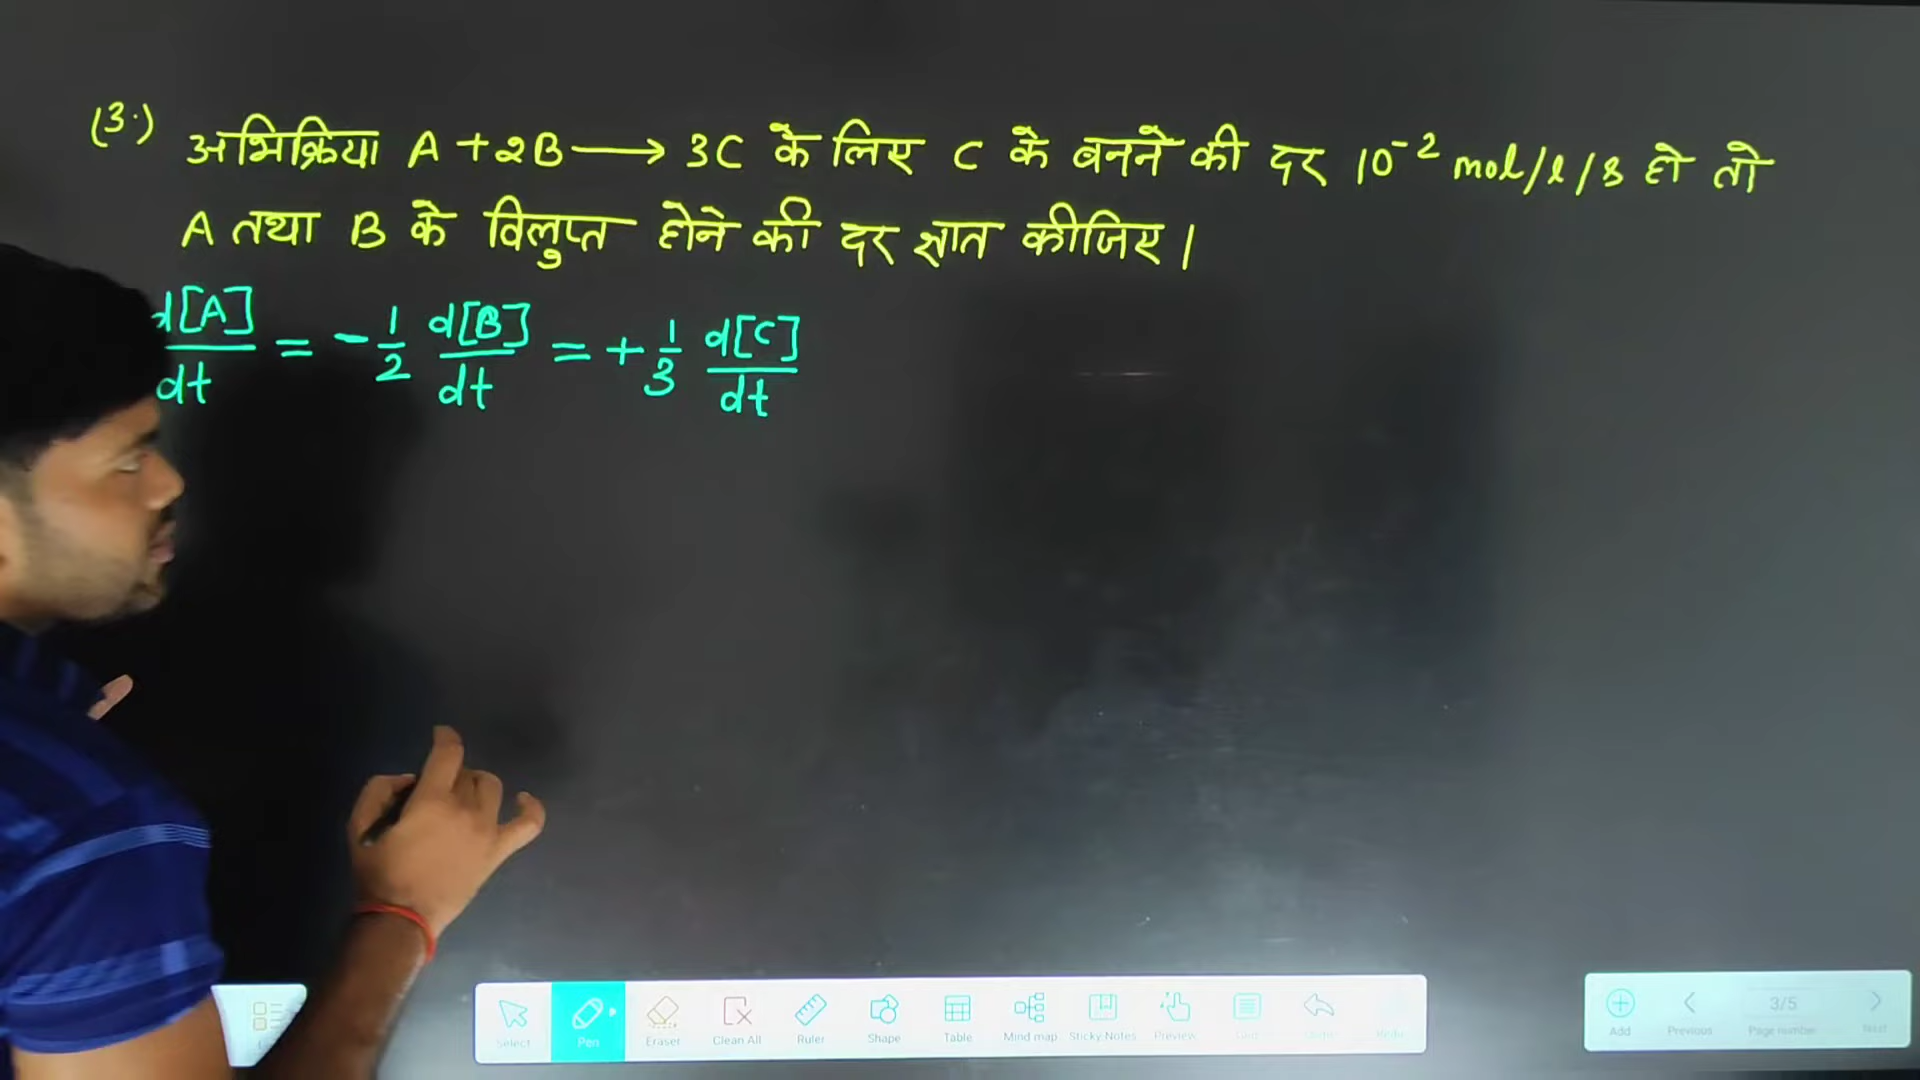 (3.) अभिक्रिया A + 2B ⟶ 3C के लिए C के बनने की दर 10⁻² mol/l/s हो तो
A तथा B के विलुप्त होने की दर ज्ञात कीजिए।
d[A]/dt = -1/2 d[B]/dt = +1/3 d[C]/dt
Select Pen Eraser Clean All Ruler Shape Table Mind map Sticky Notes Preview
Add Previous 3/5 Page number Next